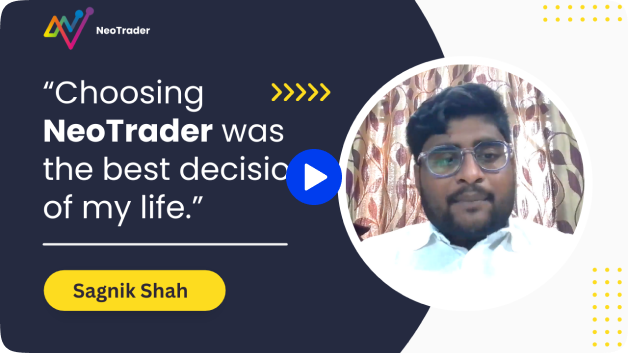 NeoTrader
“Choosing
NeoTrader was
the best decisio
of my life.”
Sagnik Shah